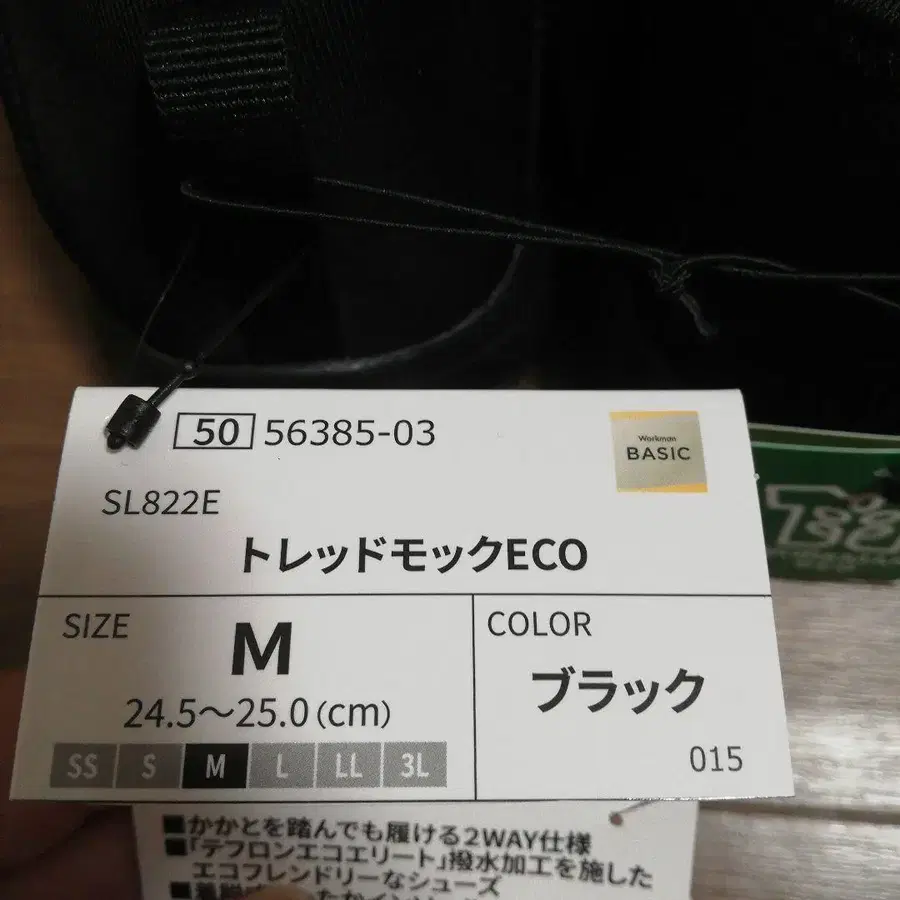 50 56385-03
Workman
BASIC
SL822E
トレッドモックECO
SIZE
M
24.5～25.0(cm)
SS S M L LL 3L
COLOR
ブラック
015
■かかとを踏んでも履ける2WAY仕様
■「テフロンエコエリート」撥水加工を施した
エコフレンドリーなシューズ